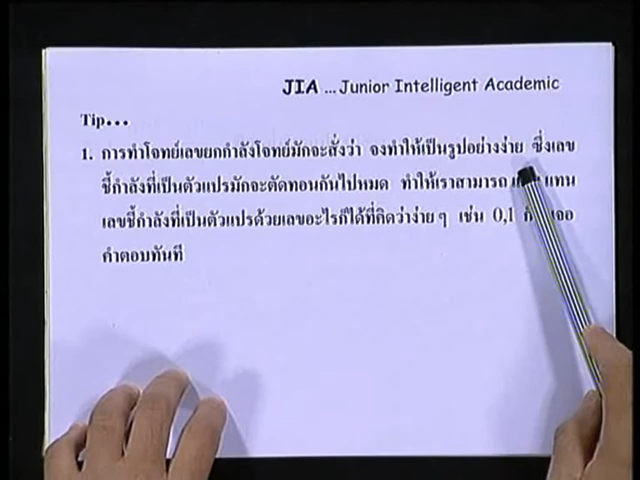 JIA ... Junior Intelligent Academic
Tip...
1. การทำโจทย์เลขยกกำลังโจทย์มักจะสั่งว่า จงทำให้เป็นรูปอย่างง่าย ซึ่งเลข
ชี้กำลังที่เป็นตัวแปรมักจะตัดทอนกันไปหมด ทำให้เราสามารถ แทน
เลขชี้กำลังที่เป็นตัวแปรด้วยเลขอะไรก็ได้ที่คิดว่าง่าย ๆ เช่น 0,1
คำตอบทันที